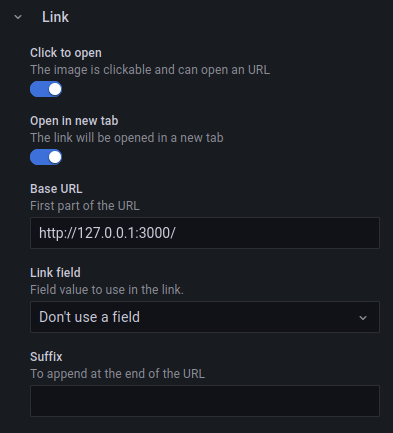 Link
Click to open
The image is clickable and can open an URL
Open in new tab
The link will be opened in a new tab
Base URL
First part of the URL
http://127.0.0.1:3000/
Link field
Field value to use in the link.
Don't use a field
Suffix
To append at the end of the URL